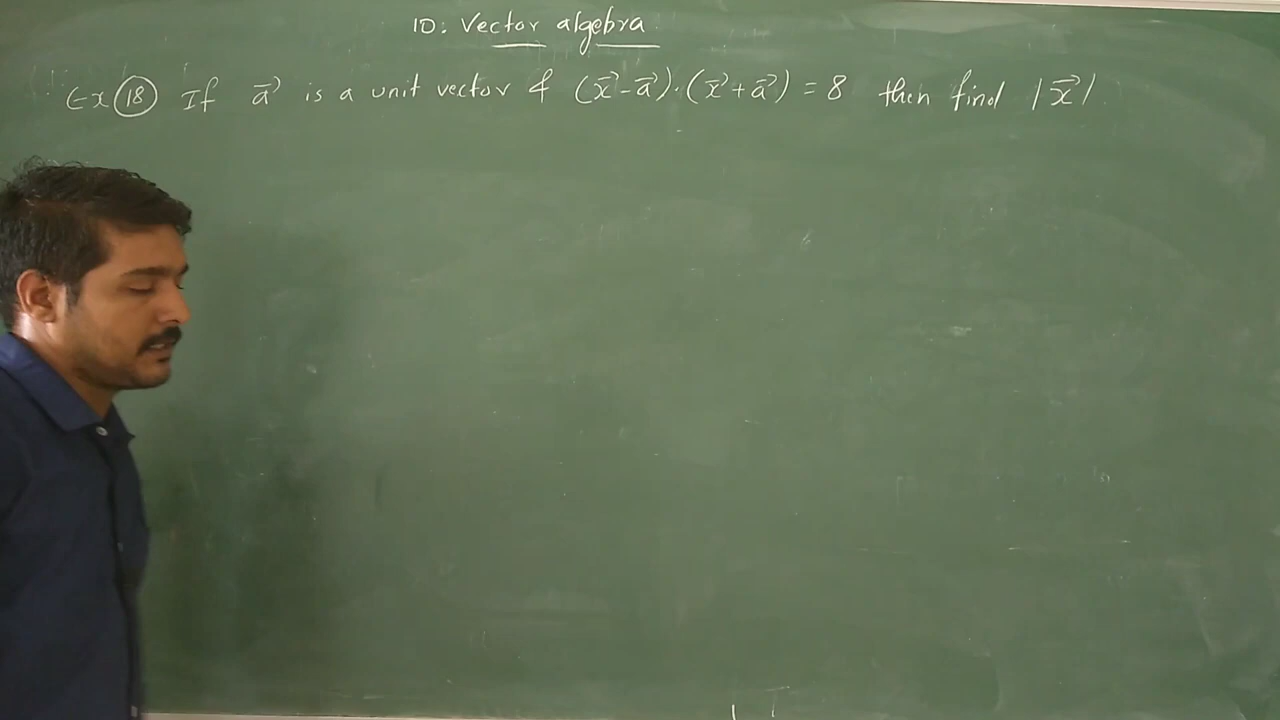 10: Vector algebra
Ex 18 If a⃗ is a unit vector & (x⃗-a⃗)·(x⃗+a⃗) = 8 then find |x⃗|